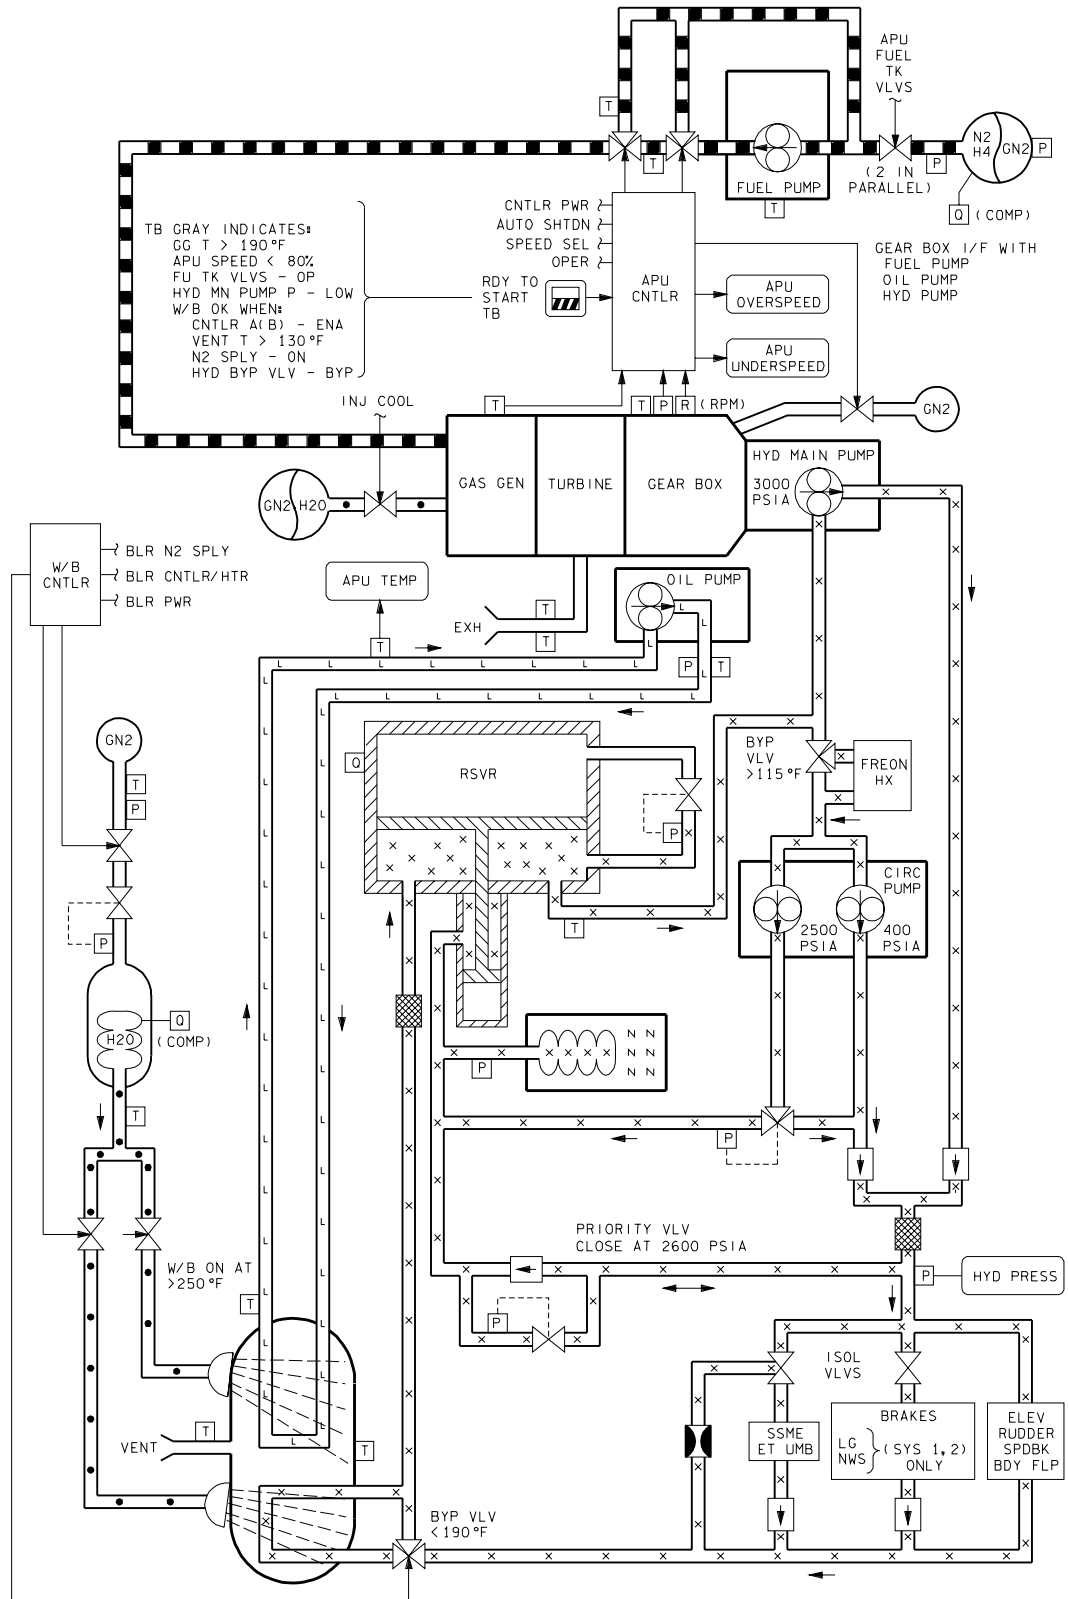 APU
FUEL
TK
VLVS
T
N2
H4
GN2
P
T
P
(2 IN
PARALLEL)
FUEL PUMP
T
Q
(COMP)
CNTLR PWR
AUTO SHTDN
SPEED SEL
OPER
TB GRAY INDICATES:
GG T > 190°F
APU SPEED < 80%
FU TK VLVS - OP
HYD MN PUMP P - LOW
W/B OK WHEN:
CNTLR A(B) - ENA
VENT T > 130°F
N2 SPLY - ON
HYD BYP VLV - BYP
RDY TO
START
TB
APU
CNTLR
GEAR BOX I/F WITH
FUEL PUMP
OIL PUMP
HYD PUMP
APU
OVERSPEED
APU
UNDERSPEED
INJ COOL
T
T
P
R
(RPM)
GN2
GAS GEN
TURBINE
GEAR BOX
HYD MAIN PUMP
3000
PSIA
GN2
H2O
W/B
CNTLR
BLR N2 SPLY
BLR CNTLR/HTR
BLR PWR
APU TEMP
T
EXH
T
T
OIL PUMP
P
T
GN2
T
P
Q
RSVR
P
BYP
VLV
>115°F
FREON
HX
CIRC
PUMP
2500
PSIA
400
PSIA
T
P
H2O
Q
(COMP)
T
P
N N
N N
N N
P
W/B ON AT
>250°F
T
PRIORITY VLV
CLOSE AT 2600 PSIA
P
P
HYD PRESS
ISOL
VLVS
SSME
ET UMB
BRAKES
LG
NWS
(SYS 1,2)
ONLY
ELEV
RUDDER
SPDBK
BDY FLP
VENT
T
T
BYP VLV
<190°F